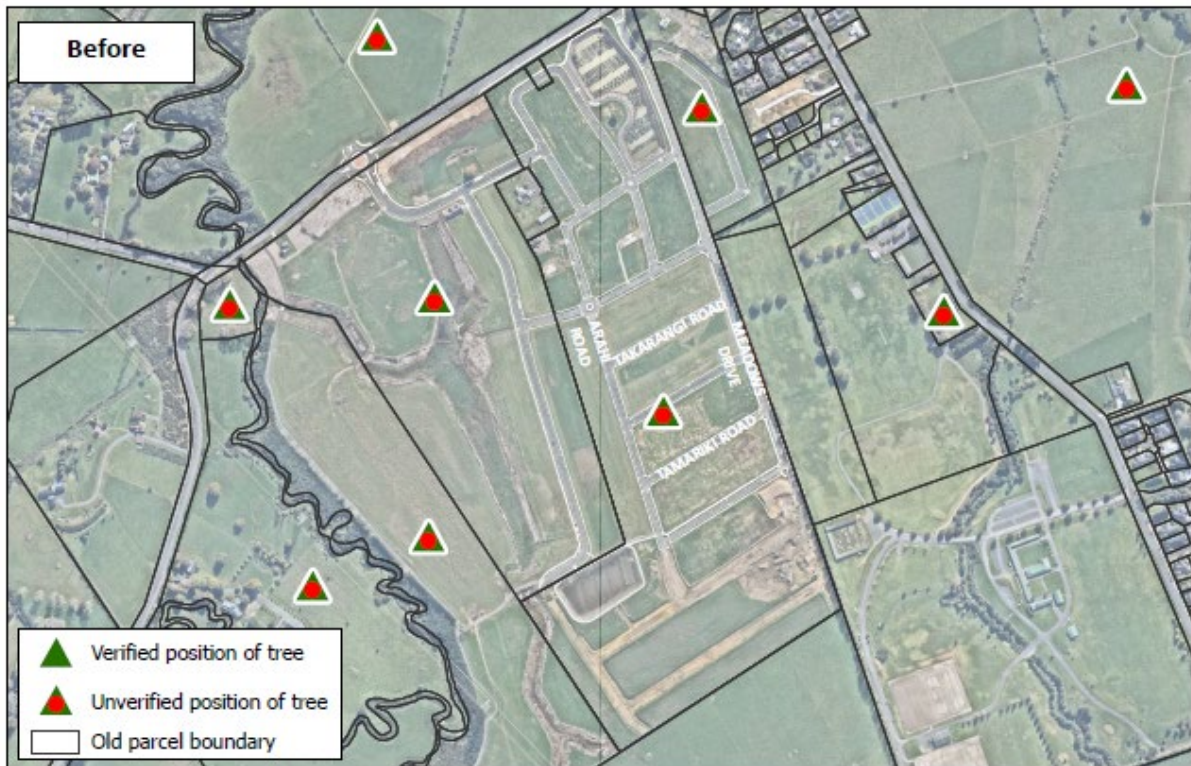 Before
TAKARANGI ROAD
ARAHI
ROAD
MEADOWS
DRIVE
TAMARIKI ROAD
Verified position of tree
Unverified position of tree
Old parcel boundary